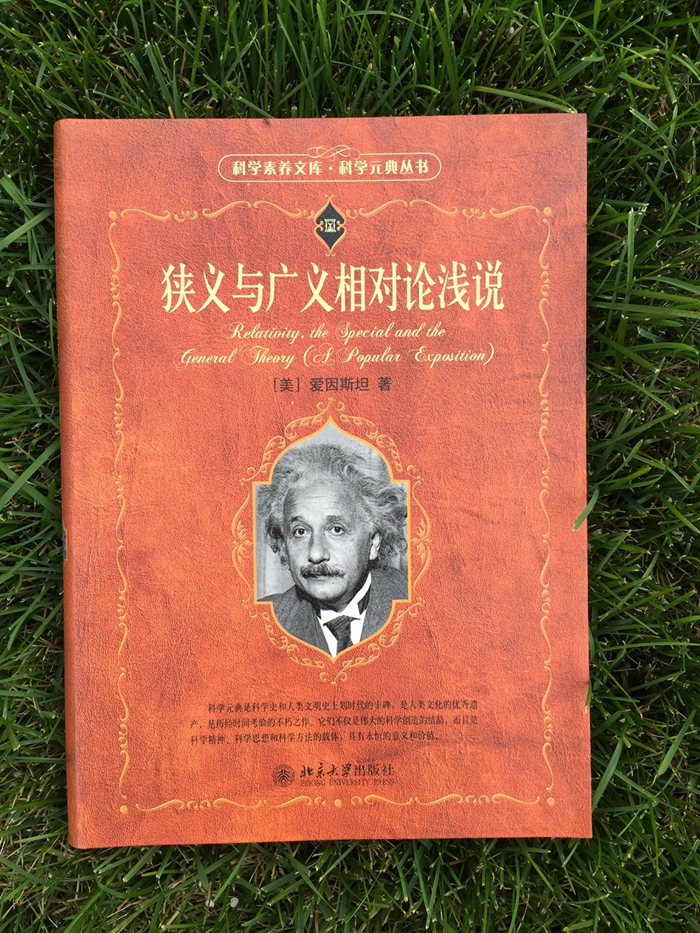 科学素养文库·科学元典丛书
狭义与广义相对论浅说
Relativity, the Special and the
General Theory (A Popular Exposition)
[美] 爱因斯坦 著
科学元典是科学史和人类文明史上划时代的丰碑，是人类文化的优秀遗
产，是历经时间考验的不朽之作。它们不仅是伟大的科学创造的结晶，而且是
科学精神、科学思想和科学方法的载体，具有永恒的意义和价值。
北京大学出版社
PEKING UNIVERSITY PRESS